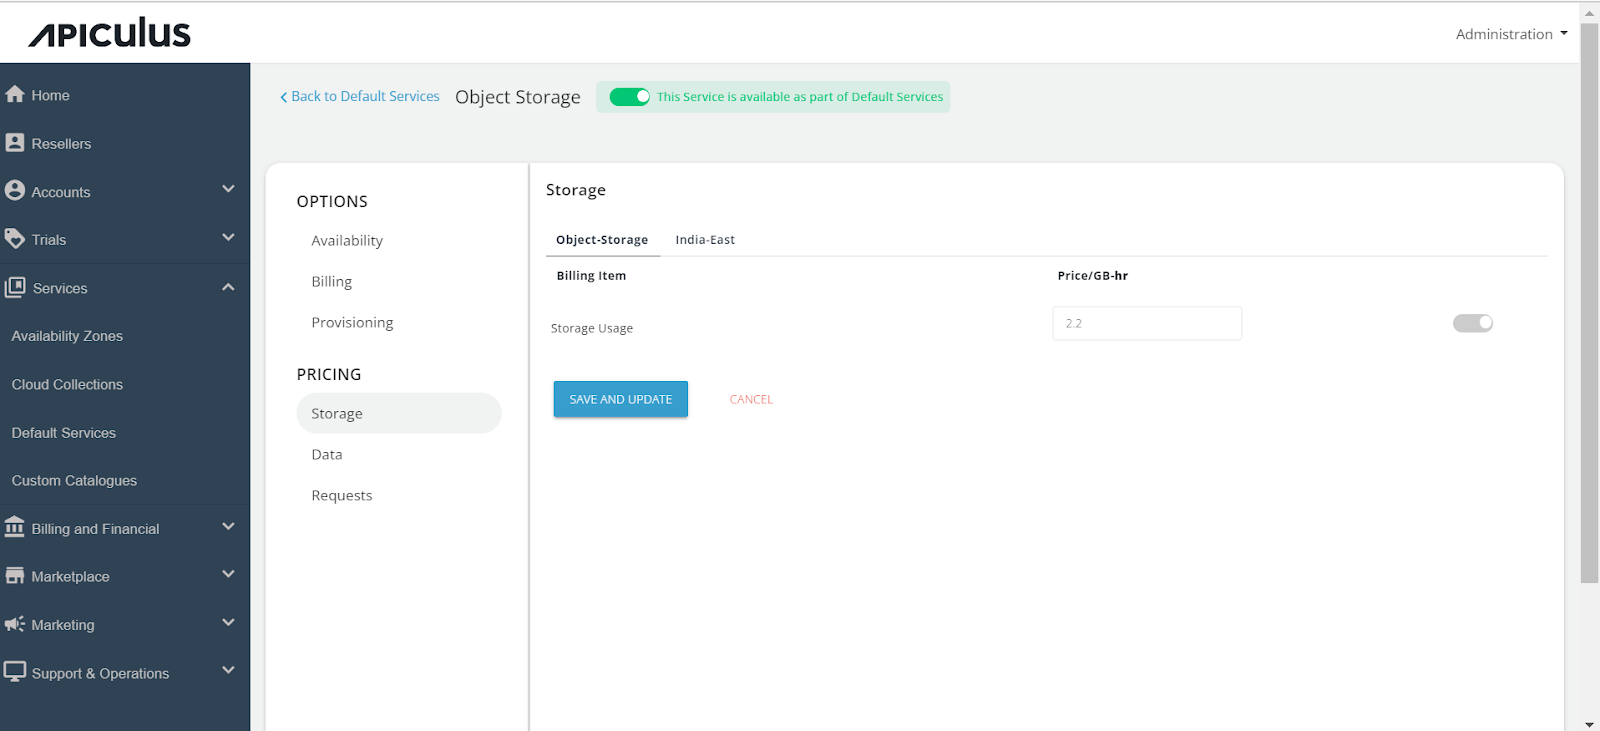 APICULUS
Administration
Home
Resellers
Accounts
Trials
Services
Availability Zones
Cloud Collections
Default Services
Custom Catalogues
Billing and Financial
Marketplace
Marketing
Support & Operations
Back to Default Services Object Storage This Service is available as part of Default Services
OPTIONS
Availability
Billing
Provisioning
PRICING
Storage
Data
Requests
Storage
Object-Storage India-East
Billing Item Price/GB-hr
Storage Usage 2.2
SAVE AND UPDATE CANCEL